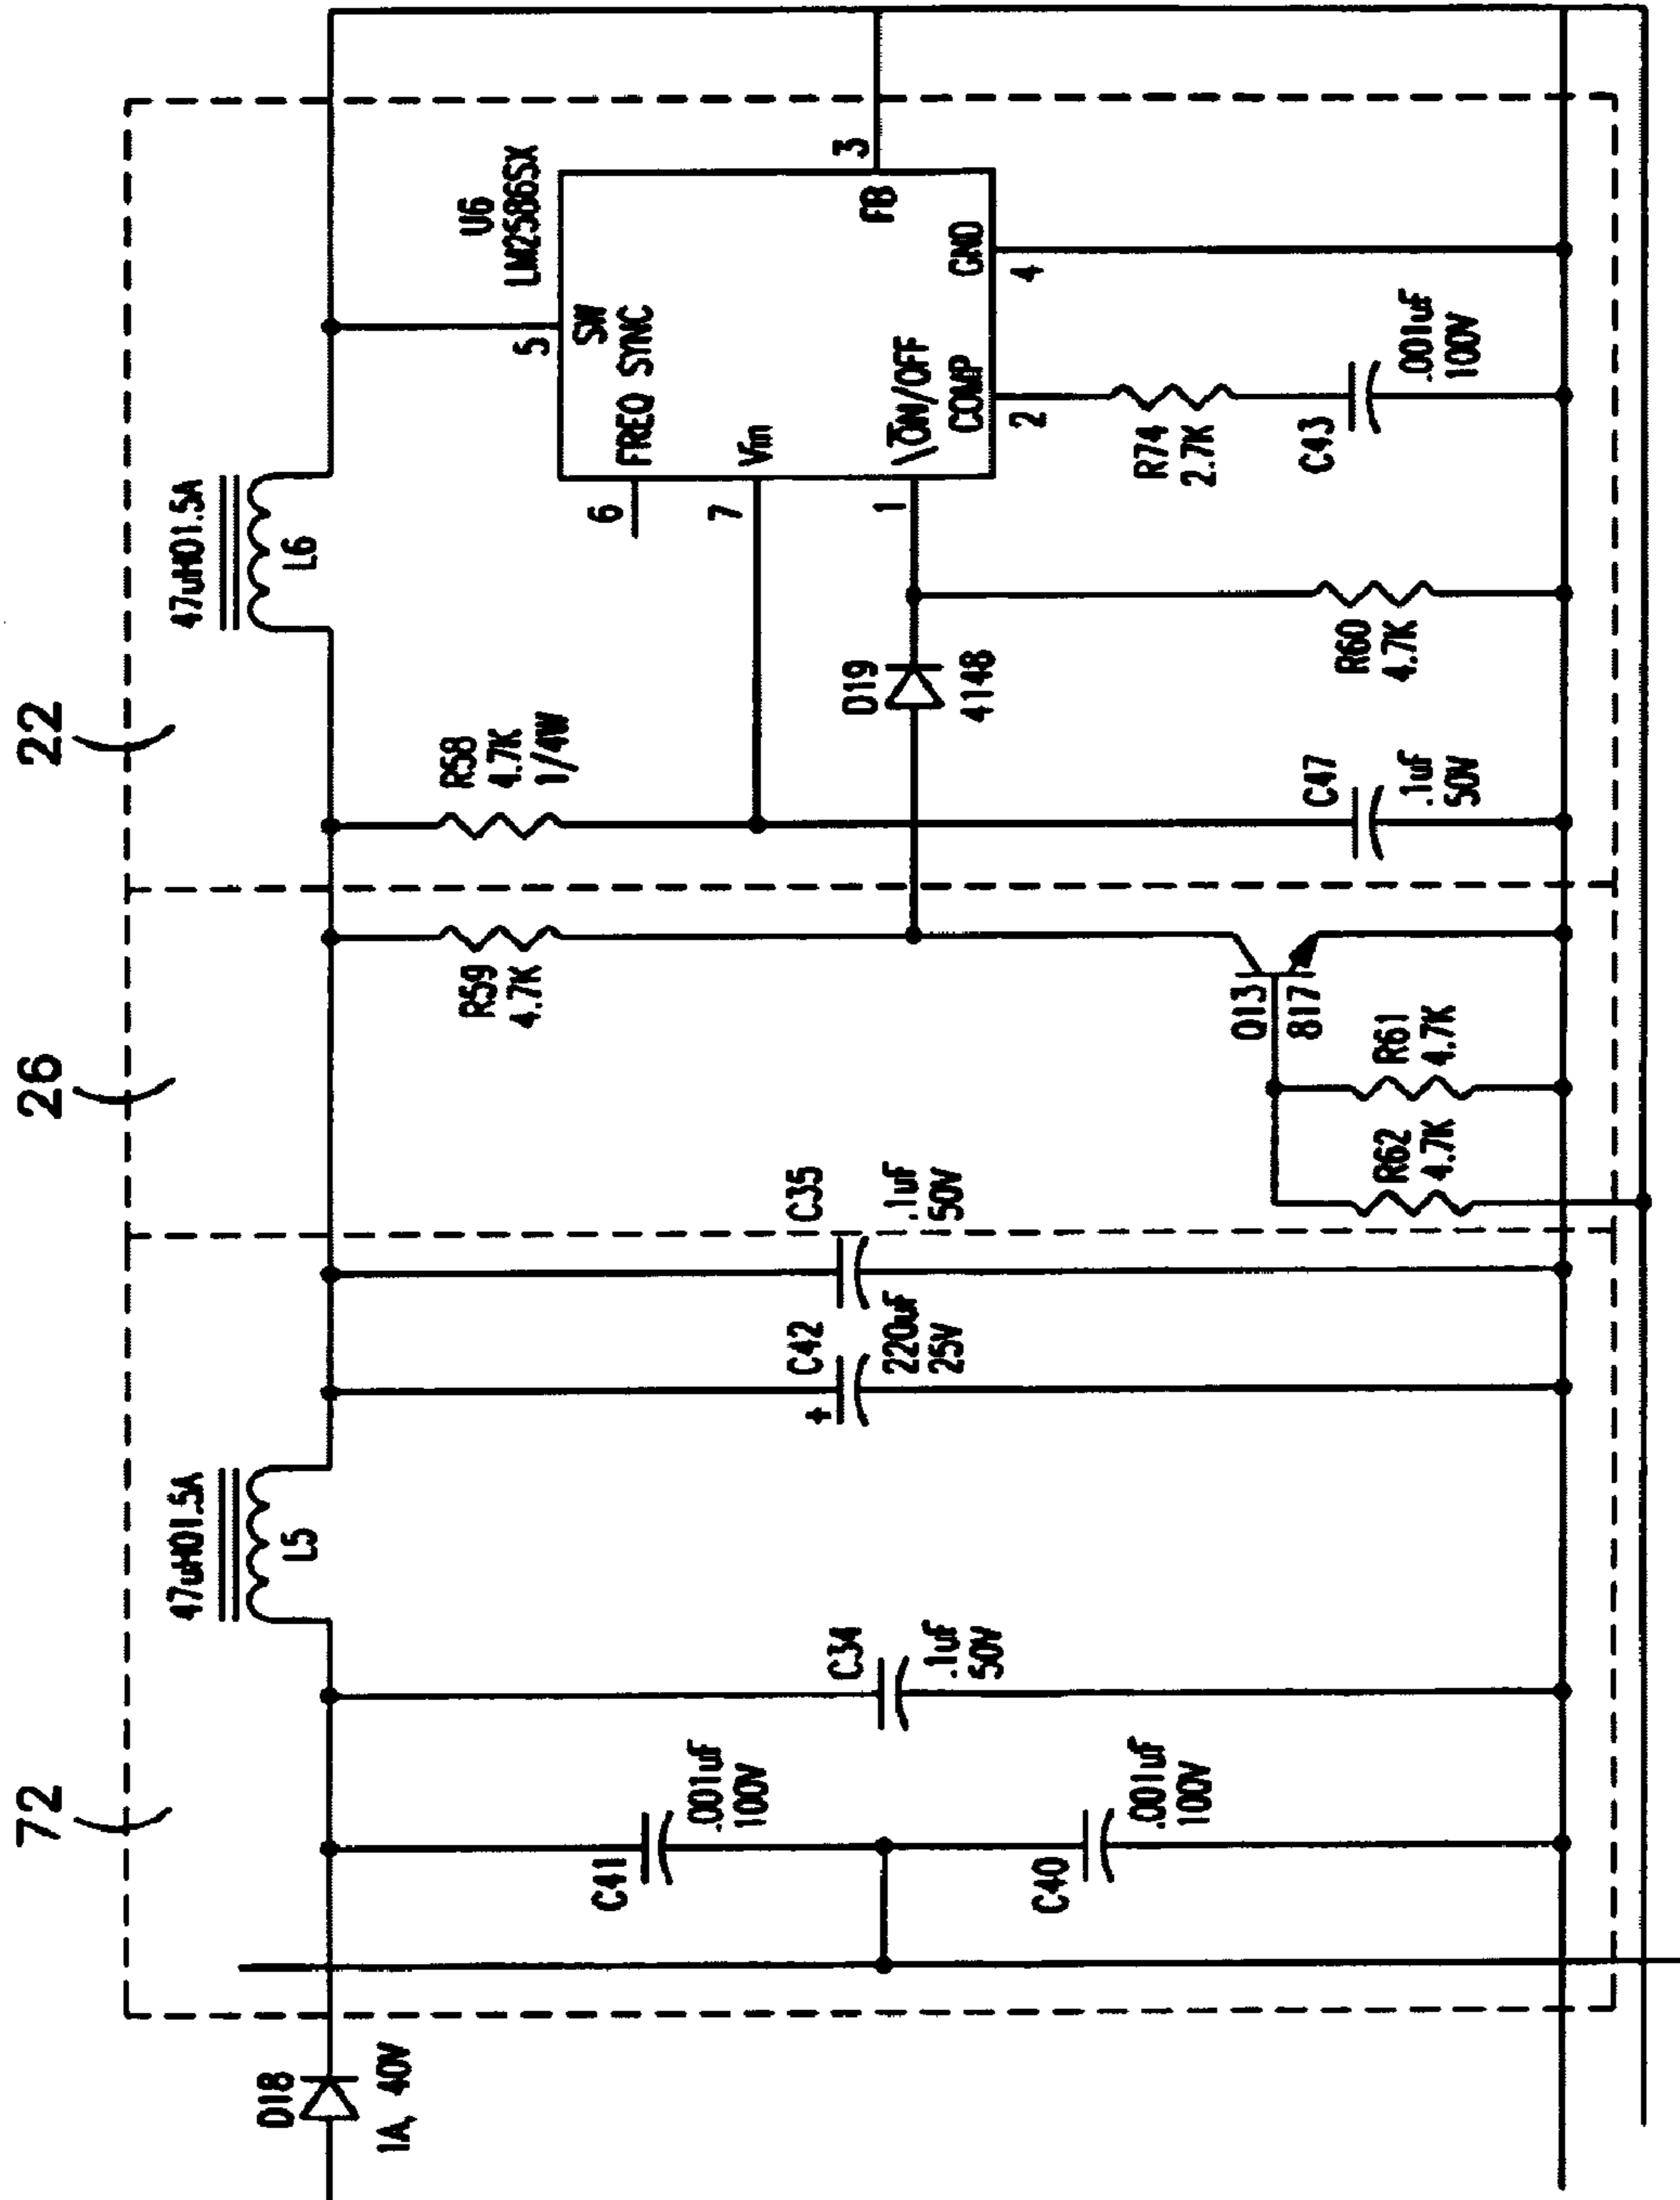 72
26
22
D18
1A, 40V
47uH01.5A
L5
C41
.001uF
100V
C40
.001uF
100V
C34
.1uF
50V
C42
+
220uF
25V
C35
.1uF
50V
R59
4.7K
Q13
817
R62
4.7K
R61
4.7K
47uH01.5A
L6
R58
4.7K
1/4W
C47
.1uF
50V
D19
4148
R60
4.7K
U6
LM2586SX
5
SW
6
FREQ SYNC
7
Vin
1
\ON/OFF
COMP
2
GND
4
FB
3
R74
2.7K
C43
.001uF
100V